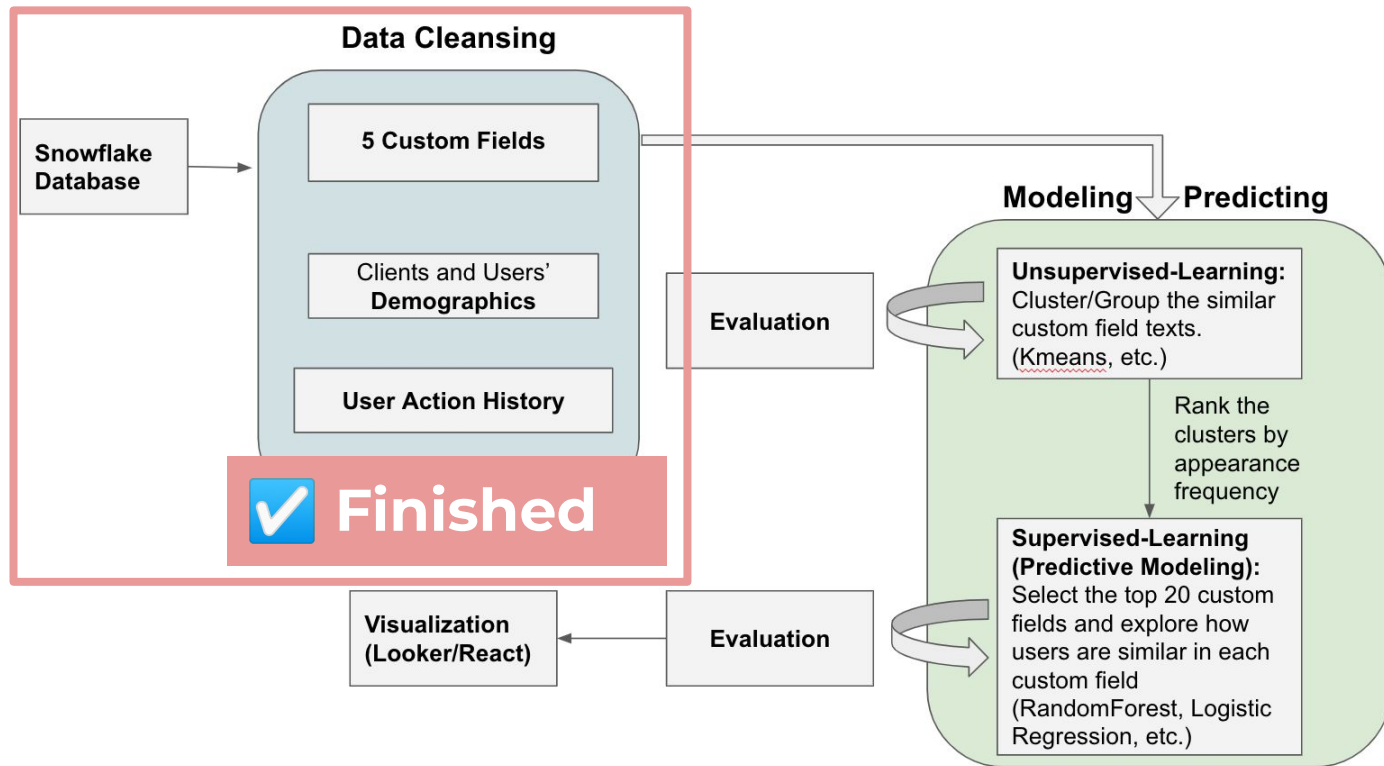 Data Cleansing
Snowflake
Database
5 Custom Fields
Clients and Users’
Demographics
User Action History
Finished
Modeling
Predicting
Evaluation
Unsupervised-Learning:
Cluster/Group the similar
custom field texts.
(Kmeans, etc.)
Rank the
clusters by
appearance
frequency
Supervised-Learning
(Predictive Modeling):
Select the top 20 custom
fields and explore how
users are similar in each
custom field
(RandomForest, Logistic
Regression, etc.)
Evaluation
Visualization
(Looker/React)